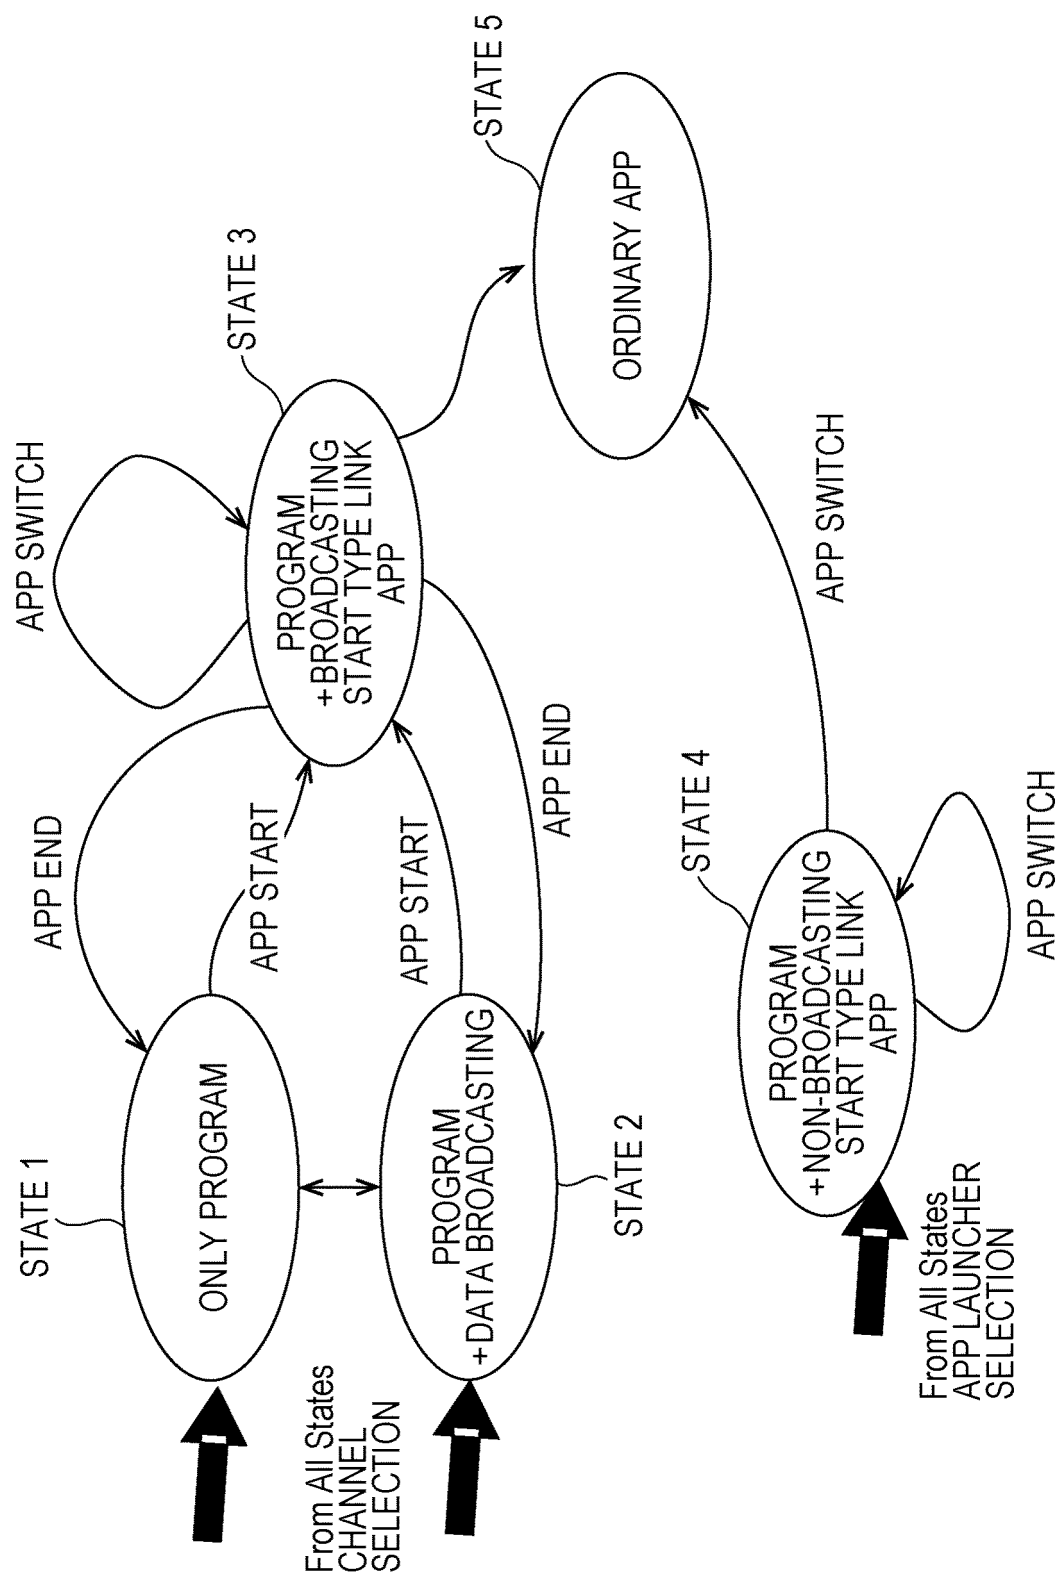 STATE 1
ONLY PROGRAM
APP END
APP SWITCH
APP START
STATE 3
PROGRAM
+BROADCASTING
START TYPE LINK
APP
From All States
CHANNEL
SELECTION
PROGRAM
+DATA BROADCASTING
STATE 2
APP START
APP END
STATE 5
ORDINARY APP
STATE 4
PROGRAM
+NON-BROADCASTING
START TYPE LINK
APP
APP SWITCH
From All States
APP LAUNCHER
SELECTION
APP SWITCH